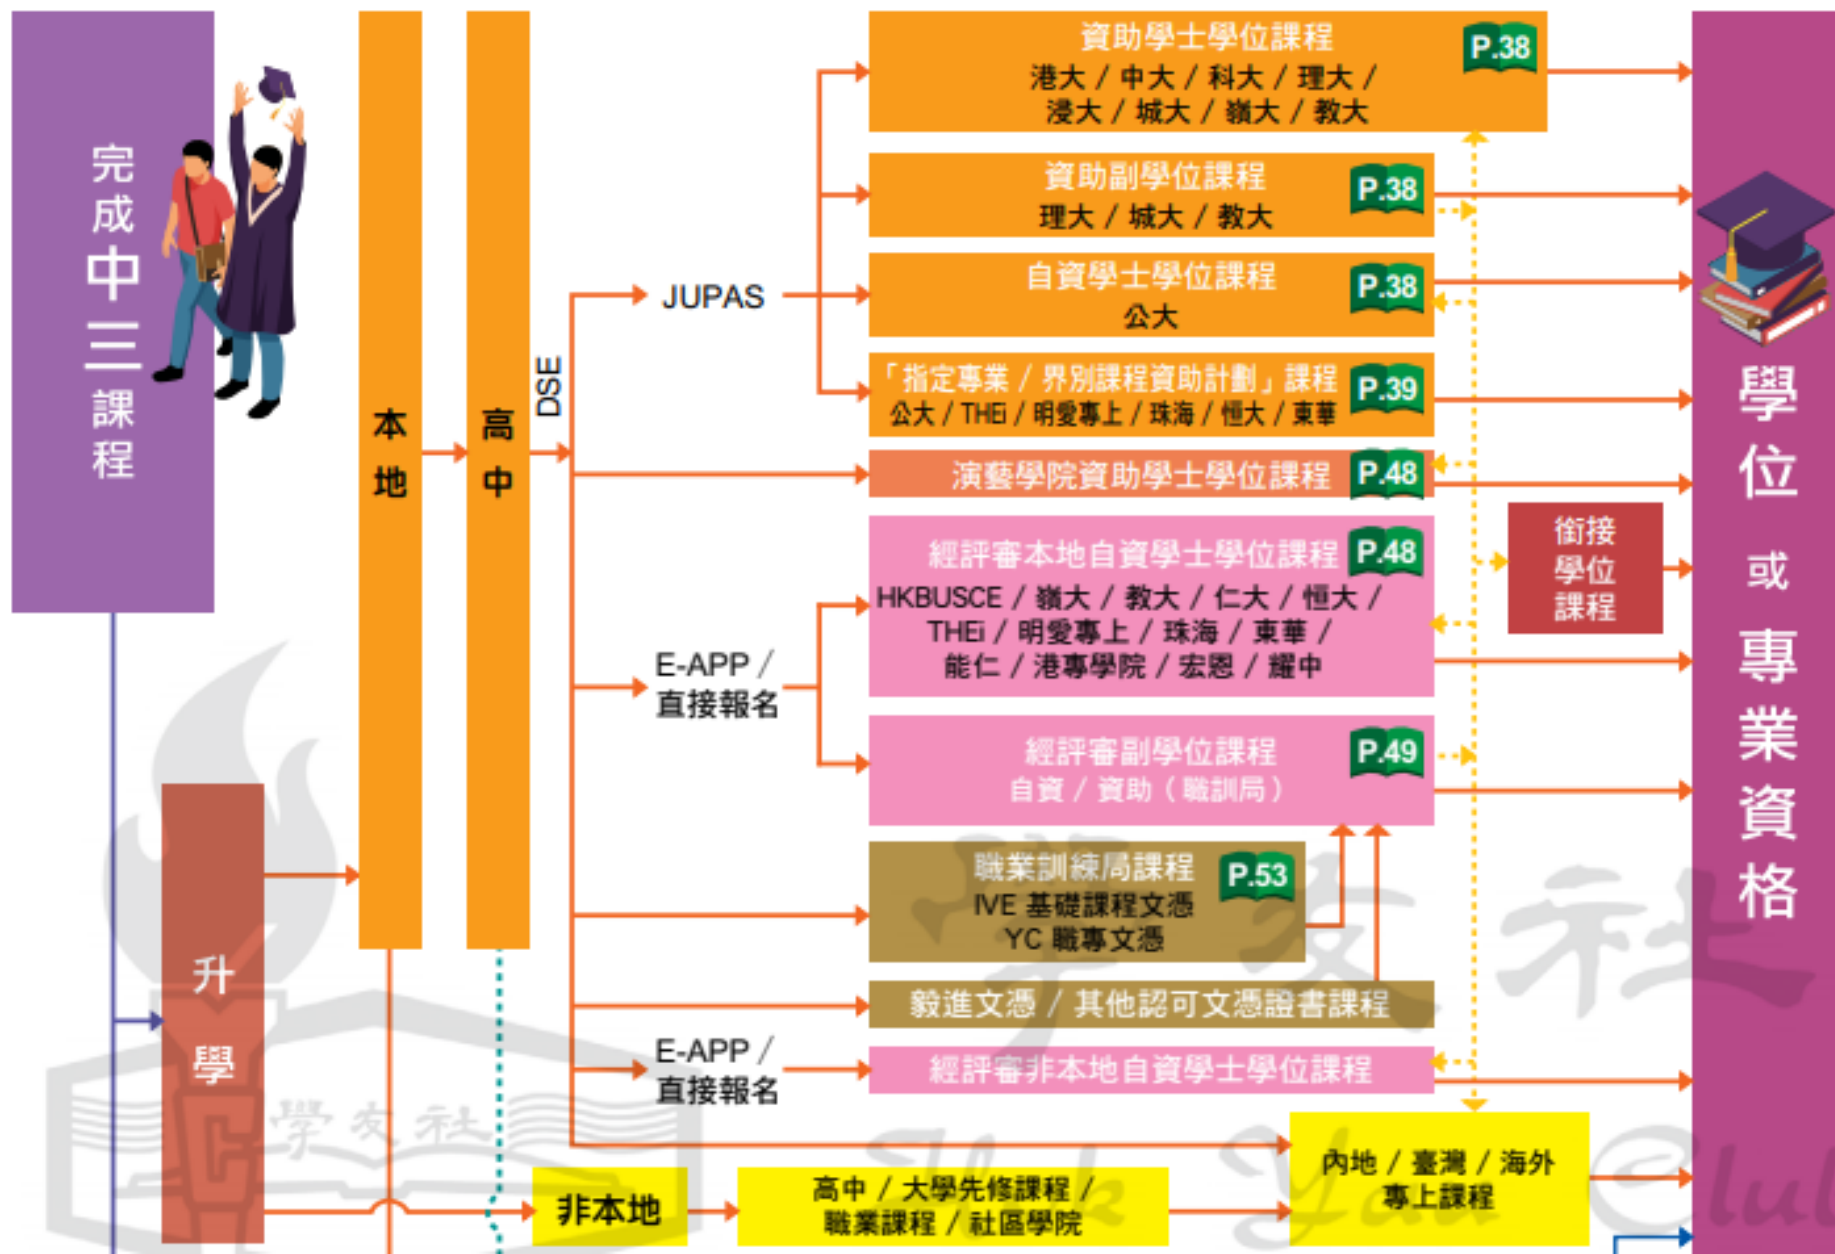 完成中三課程
升學
本地
高中
DSE
JUPAS
資助學士學位課程
P.38
港大 / 中大 / 科大 / 理大 /
浸大 / 城大 / 嶺大 / 教大
資助副學位課程
P.38
理大 / 城大 / 教大
自資學士學位課程
P.38
公大
「指定專業 / 界別課程資助計劃」課程
P.39
公大 / THEi / 明愛專上 / 珠海 / 恒大 / 東華
演藝學院資助學士學位課程
P.48
E-APP /
直接報名
經評審本地自資學士學位課程
P.48
HKBUSCE / 嶺大 / 教大 / 仁大 / 恒大 /
THEi / 明愛專上 / 珠海 / 東華 /
能仁 / 港專學院 / 宏恩 / 耀中
經評審副學位課程
P.49
自資 / 資助（職訓局）
職業訓練局課程
P.53
IVE 基礎課程文憑
YC 職專文憑
毅進文憑 / 其他認可文憑證書課程
E-APP /
直接報名
經評審非本地自資學士學位課程
銜接
學位
課程
非本地
高中 / 大學先修課程 /
職業課程 / 社區學院
內地 / 臺灣 / 海外
專上課程
學位或專業資格
學友社
學友社
Hok Yau Club